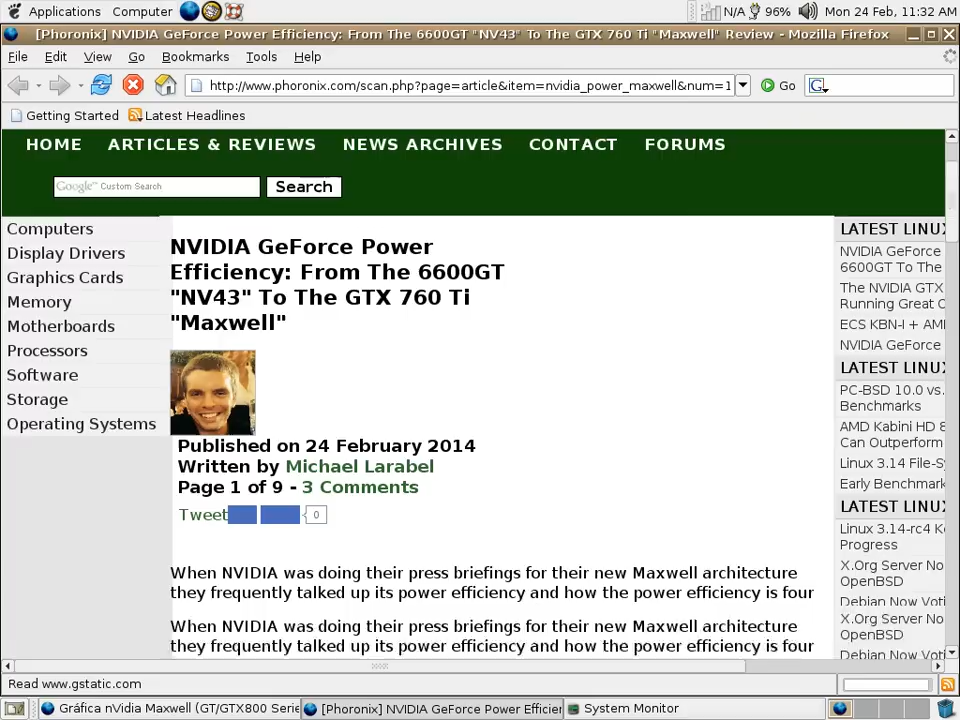 Applications Computer N/A 96% Mon 24 Feb, 11:32 AM
[Phoronix] NVIDIA GeForce Power Efficiency: From The 6600GT "NV43" To The GTX 760 Ti "Maxwell" Review - Mozilla Firefox
File Edit View Go Bookmarks Tools Help
http://www.phoronix.com/scan.php?page=article&item=nvidia_power_maxwell&num=1 Go G
Getting Started Latest Headlines
HOME ARTICLES & REVIEWS NEWS ARCHIVES CONTACT FORUMS
Google™ Custom Search Search
Computers
Display Drivers
Graphics Cards
Memory
Motherboards
Processors
Software
Storage
Operating Systems
NVIDIA GeForce Power
Efficiency: From The 6600GT
"NV43" To The GTX 760 Ti
"Maxwell"
Published on 24 February 2014
Written by Michael Larabel
Page 1 of 9 - 3 Comments
Tweet 0
When NVIDIA was doing their press briefings for their new Maxwell architecture
they frequently talked up its power efficiency and how the power efficiency is four
When NVIDIA was doing their press briefings for their new Maxwell architecture
they frequently talked up its power efficiency and how the power efficiency is four
LATEST LINUX
NVIDIA GeForce
6600GT To The
The NVIDIA GTX
Running Great O
ECS KBN-I + AM
NVIDIA GeForce
LATEST LINUX
PC-BSD 10.0 vs.
Benchmarks
AMD Kabini HD 8
Can Outperform
Linux 3.14 File-Sy
Early Benchmark
LATEST LINUX
Linux 3.14-rc4 Ke
Progress
X.Org Server No
OpenBSD
Debian Now Voti
X.Org Server No
OpenBSD
Debian Now Voti
Read www.gstatic.com
Gráfica nVidia Maxwell (GT/GTX800 Serie [Phoronix] NVIDIA GeForce Power Efficier System Monitor